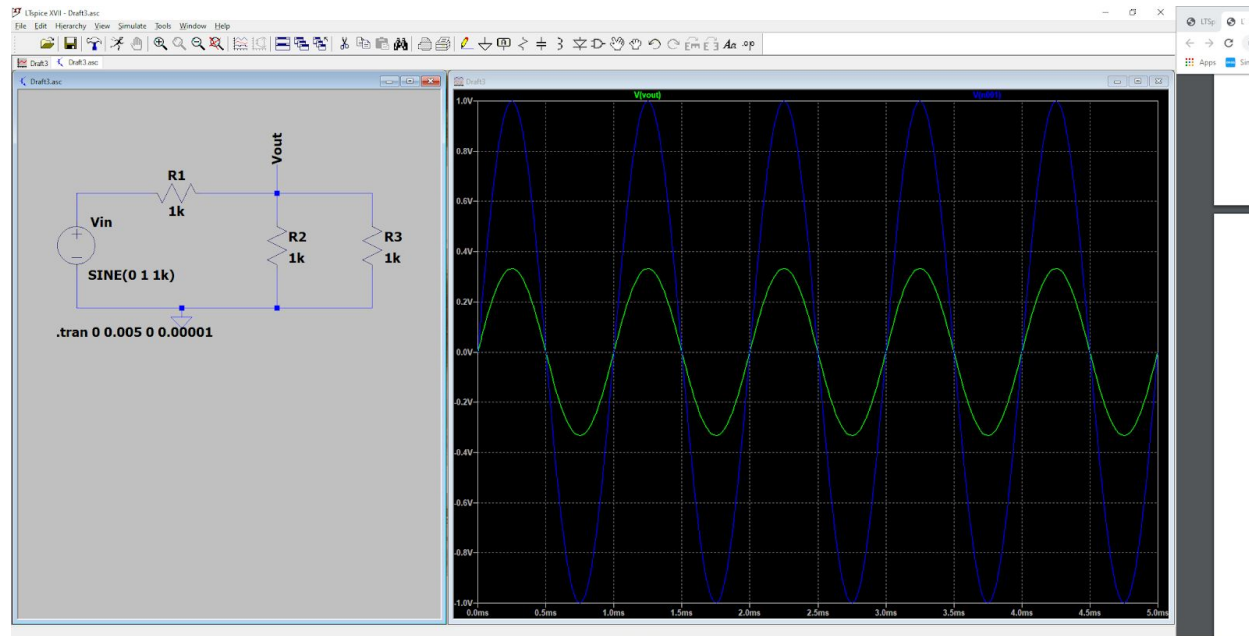 LTspice XVII - Draft3.asc
File Edit Hierarchy View Simulate Tools Window Help
Draft3 Draft3.asc
Draft3.asc
Vout
R1
1k
Vin
R2
1k
R3
1k
SINE(0 1 1k)
.tran 0 0.005 0 0.00001
Draft3
V(vout)
1.0V
0.8V
0.6V
0.4V
0.2V
0.0V
-0.2V
-0.4V
-0.6V
-0.8V
-1.0V
0.0ms 0.5ms 1.0ms 1.5ms 2.0ms 2.5ms 3.0ms 3.5ms 4.0ms 4.5ms 5.0ms
LTSp
Apps